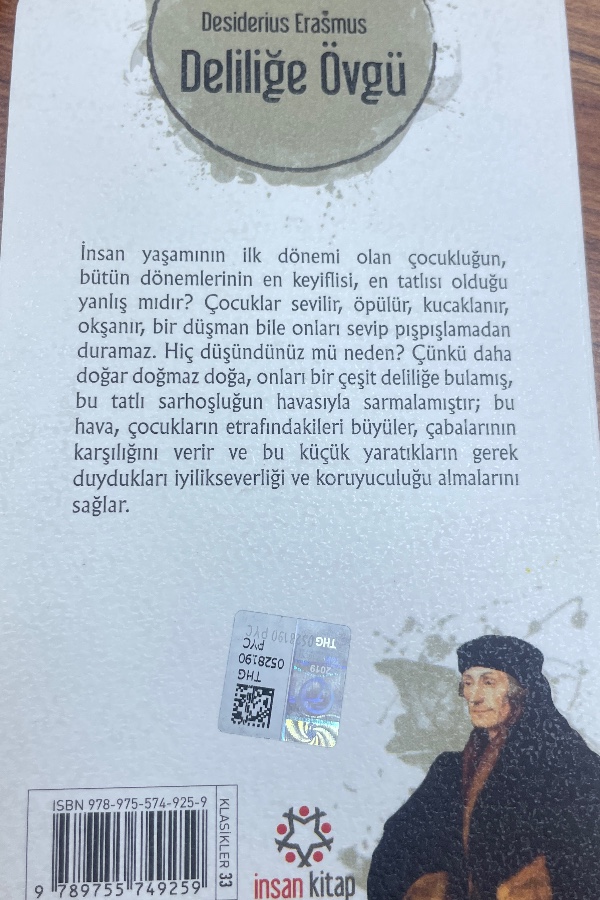 Desiderius Erasmus
Deliliğe Övgü
İnsan yaşamının ilk dönemi olan çocukluğun,
bütün dönemlerinin en keyiflisi, en tatlısı olduğu
yanlış mıdır? Çocuklar sevilir, öpülür, kucaklanır,
okşanır, bir düşman bile onları sevip pışpışlamadan
duramaz. Hiç düşündünüz mü neden? Çünkü daha
doğar doğmaz doğa, onları bir çeşit deliliğe bulamış,
bu tatlı sarhoşluğun havasıyla sarmalamıştır; bu
hava, çocukların etrafındakileri büyüler, çabalarının
karşılığını verir ve bu küçük yaratıkların gerek
duydukları iyilikseverliği ve koruyuculuğu almalarını
sağlar.
THG
0528190 PYC
2019
THG
0528190
PYC
ISBN 978-975-574-925-9
9 789755 749259
KLASİKLER 33
insan kitap